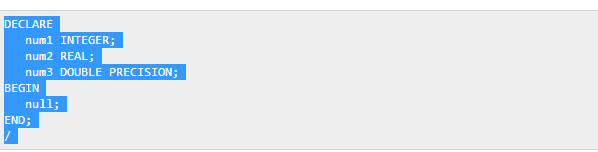 DECLARE
   num1 INTEGER;
   num2 REAL;
   num3 DOUBLE PRECISION;
BEGIN
   null;
END;
/